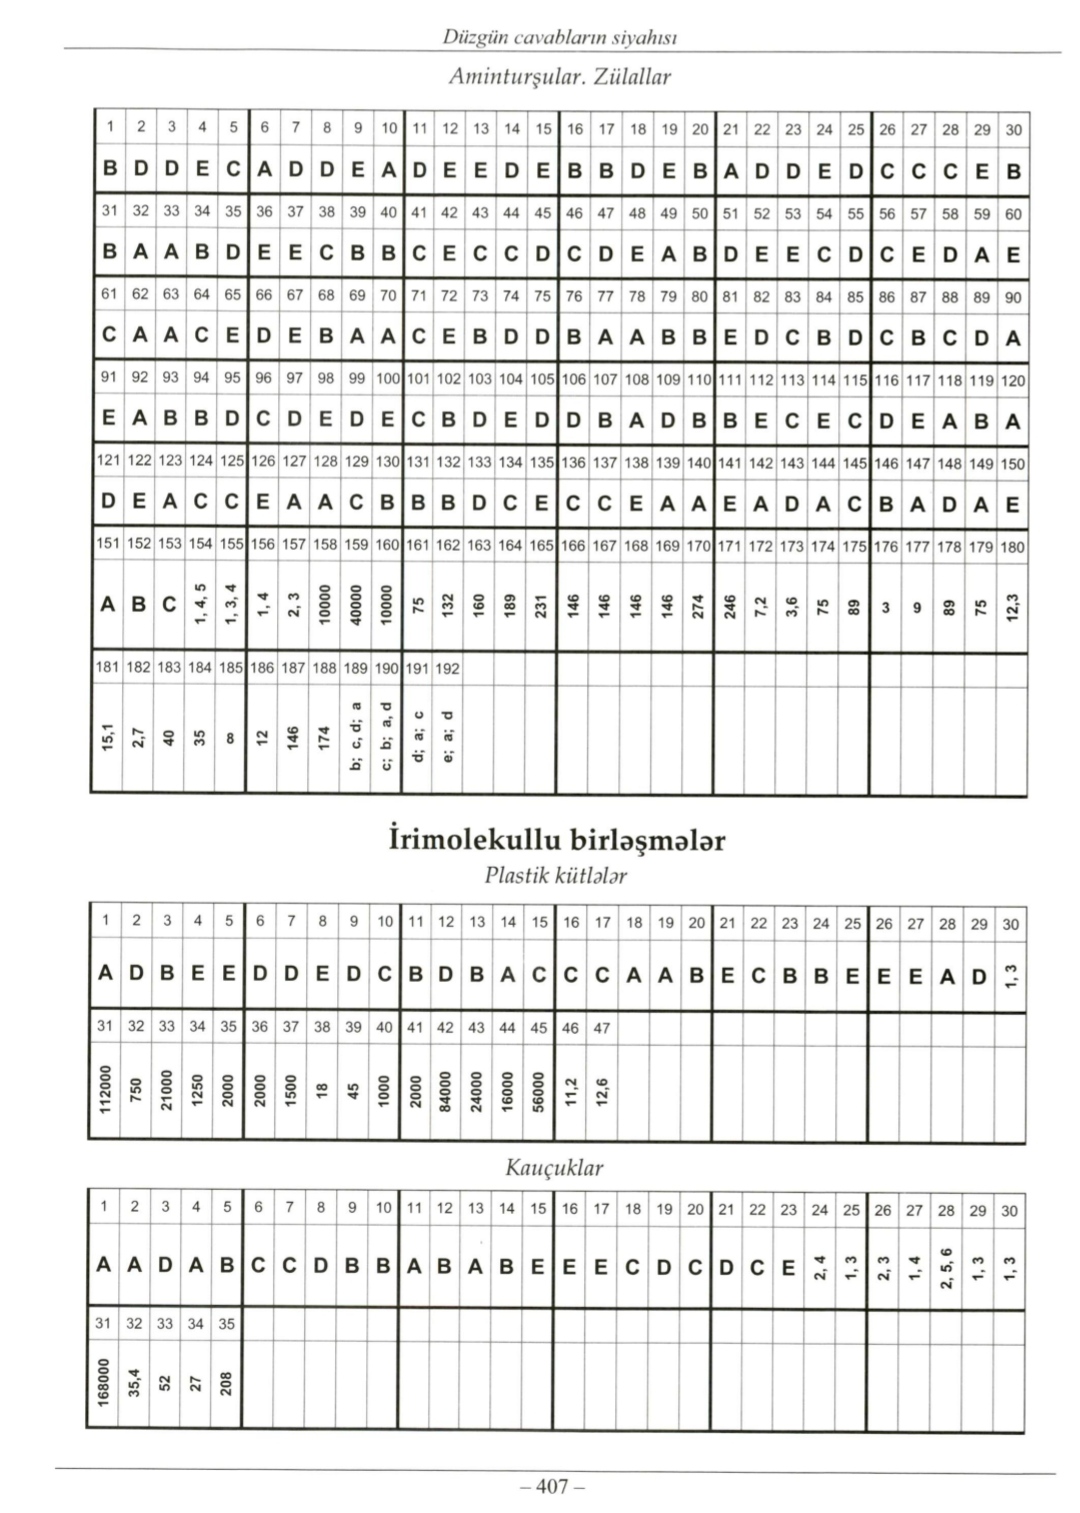 Düzgün cavabların siyahısı
Aminturşular. Zülallar
1 2 3 4 5 6 7 8 9 10 11 12 13 14 15 16 17 18 19 20 21 22 23 24 25 26 27 28 29 30
B D D E C A D D E A D E E D E B B D E B A D D E D C C C E B
31 32 33 34 35 36 37 38 39 40 41 42 43 44 45 46 47 48 49 50 51 52 53 54 55 56 57 58 59 60
B A A B D E E C B B C E C C D C D E A B D E E C D C E D A E
61 62 63 64 65 66 67 68 69 70 71 72 73 74 75 76 77 78 79 80 81 82 83 84 85 86 87 88 89 90
C A A C E D E B A A C E B D D B A A B B E D C B D C B C D A
91 92 93 94 95 96 97 98 99 100 101 102 103 104 105 106 107 108 109 110 111 112 113 114 115 116 117 118 119 120
E A B B D C D E D E C B D E D D B A D B B E C E C D E A B A
121 122 123 124 125 126 127 128 129 130 131 132 133 134 135 136 137 138 139 140 141 142 143 144 145 146 147 148 149 150
D E A C C E A A C B B B D C E C C E A A E A D A C B A D A E
151 152 153 154 155 156 157 158 159 160 161 162 163 164 165 166 167 168 169 170 171 172 173 174 175 176 177 178 179 180
A B C 1, 4, 5 1, 3, 4 1, 4 2, 3 10000 40000 10000 75 132 160 189 231 146 146 146 146 274 246 7,2 3,6 75 89 3 9 89 75 12,3
181 182 183 184 185 186 187 188 189 190 191 192
15,1 2,7 40 35 8 12 146 174 b; c, d; a c; b; a, d d; a; c e; a; d
İrimolekullu birləşmələr
Plastik kütlələr
1 2 3 4 5 6 7 8 9 10 11 12 13 14 15 16 17 18 19 20 21 22 23 24 25 26 27 28 29 30
A D B E E D D E D C B D B A C C C A A B E C B B E E E A D 1, 3
31 32 33 34 35 36 37 38 39 40 41 42 43 44 45 46 47
112000 750 21000 1250 2000 2000 1500 18 45 1000 2000 84000 24000 16000 56000 11,2 12,6
Kauçuklar
1 2 3 4 5 6 7 8 9 10 11 12 13 14 15 16 17 18 19 20 21 22 23 24 25 26 27 28 29 30
A A D A B C C D B B A B A B E E E C D C D C E 2, 4 1, 3 2, 3 1, 4 2, 5, 6 1, 3 1, 3
31 32 33 34 35
168000 35,4 52 27 208
– 407 –